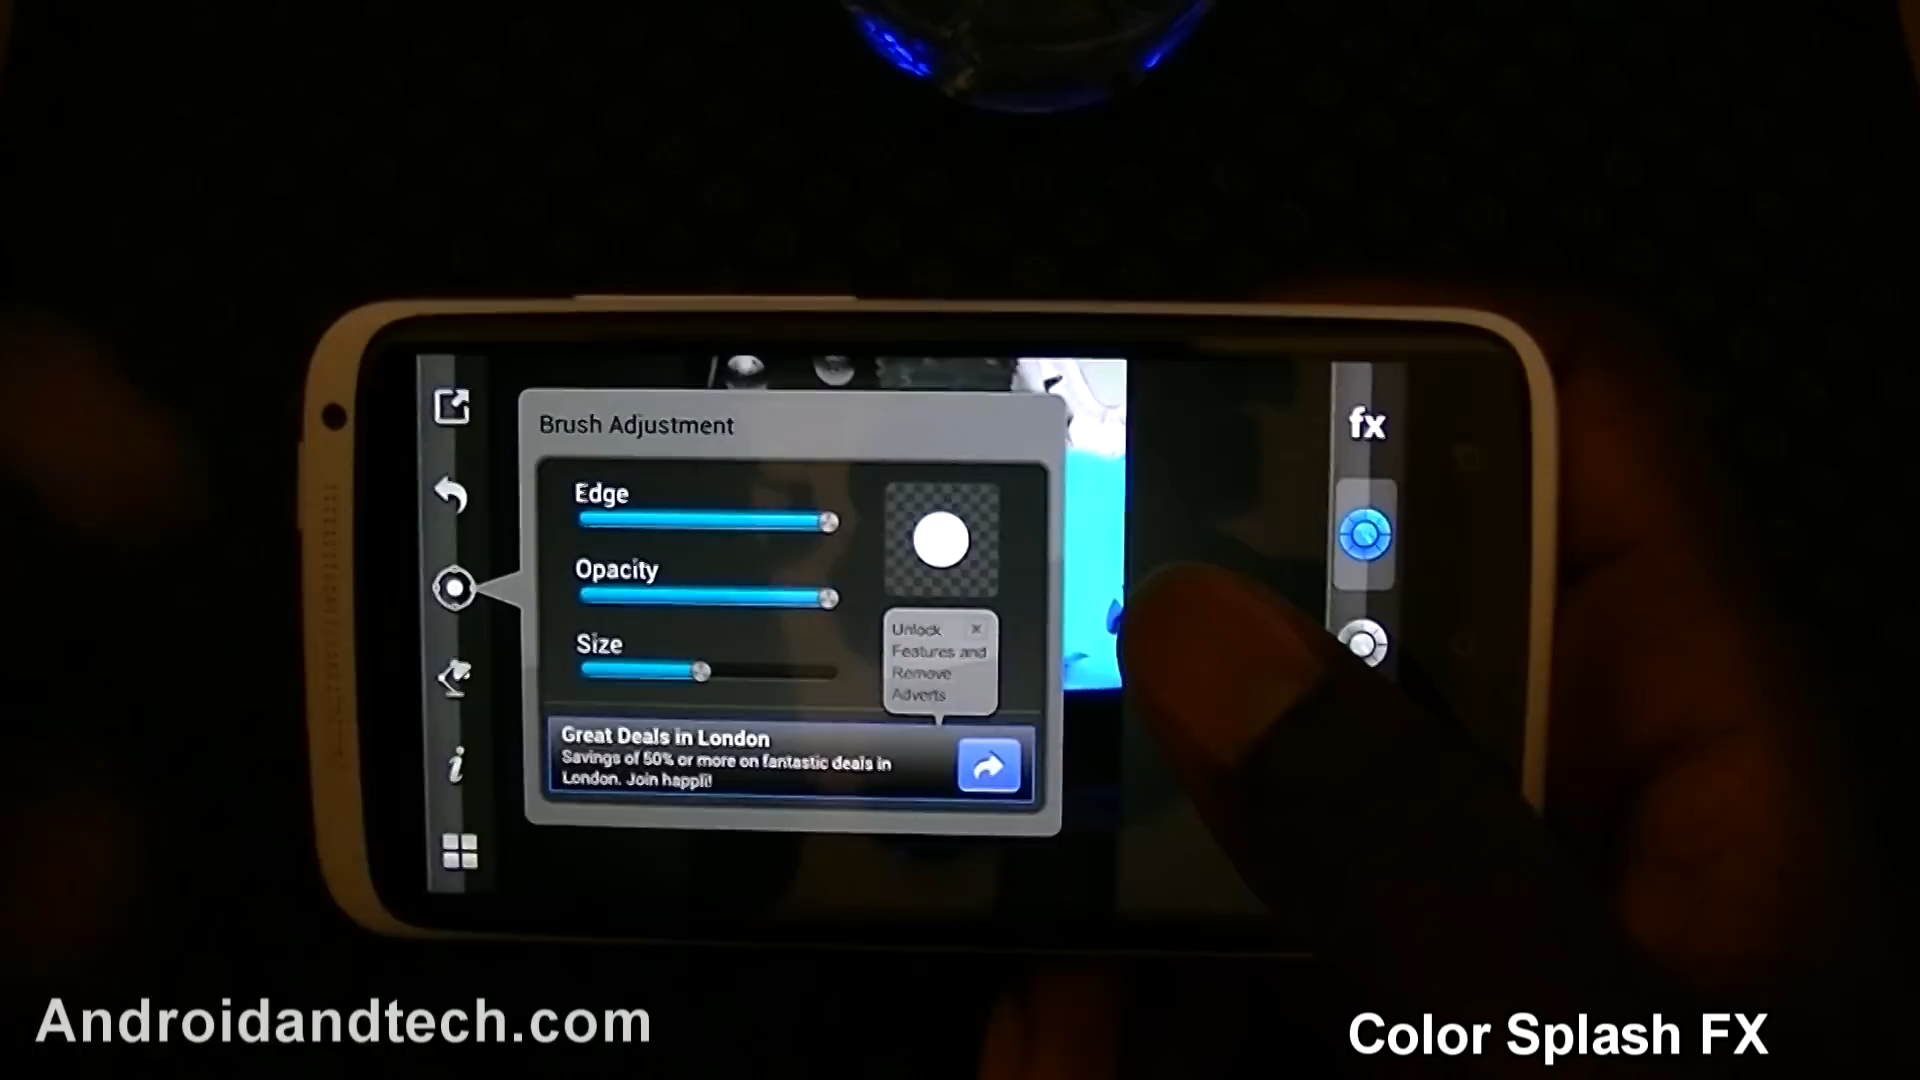 Brush Adjustment
fx
Edge
Opacity
Size
Unlock
Features and
Remove
Adverts
Great Deals in London
Savings of 50% or more on fantastic deals in
London. Join happli!
i
Androidandtech.com
Color Splash FX